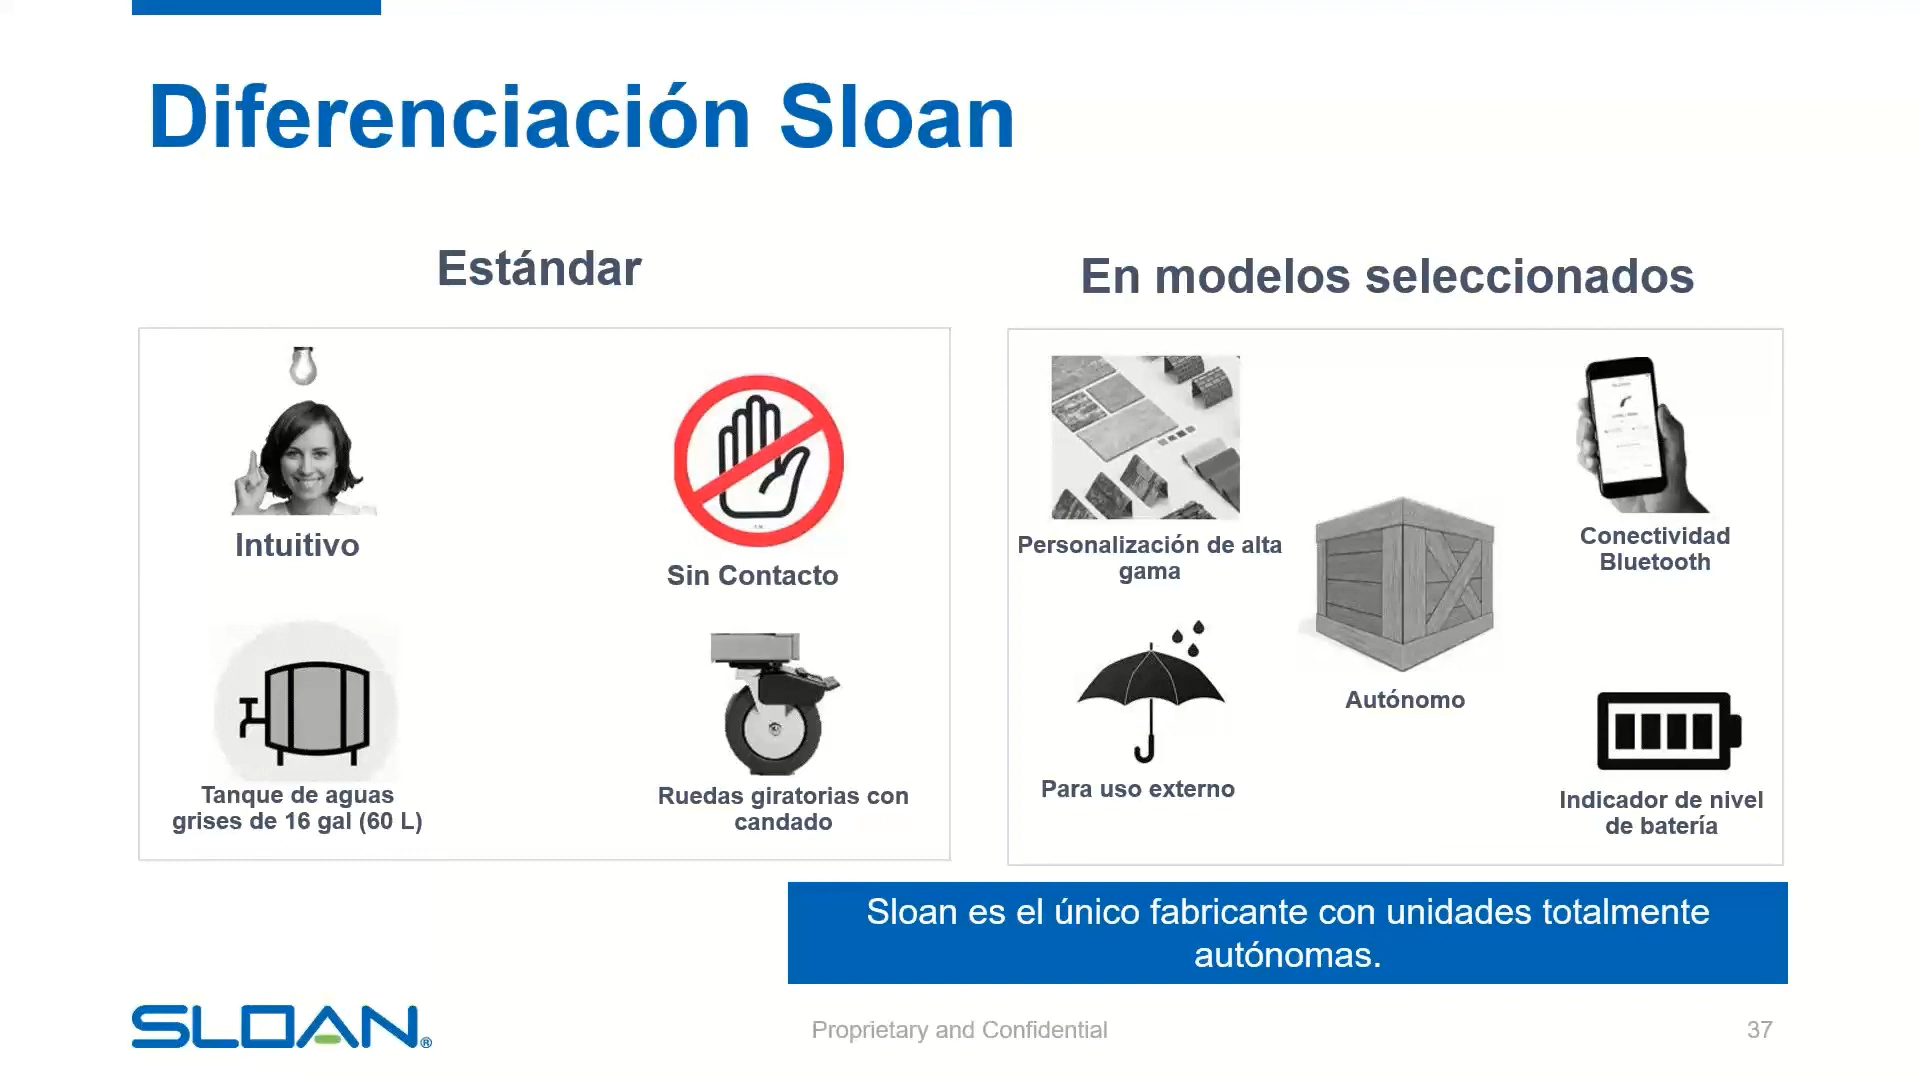 Diferenciación Sloan
Estándar
Intuitivo
Sin Contacto
Tanque de aguas
grises de 16 gal (60 L)
Ruedas giratorias con
candado
En modelos seleccionados
Personalización de alta
gama
Conectividad
Bluetooth
Autónomo
Para uso externo
Indicador de nivel
de batería
Sloan es el único fabricante con unidades totalmente
autónomas.
SLOAN®
Proprietary and Confidential
37